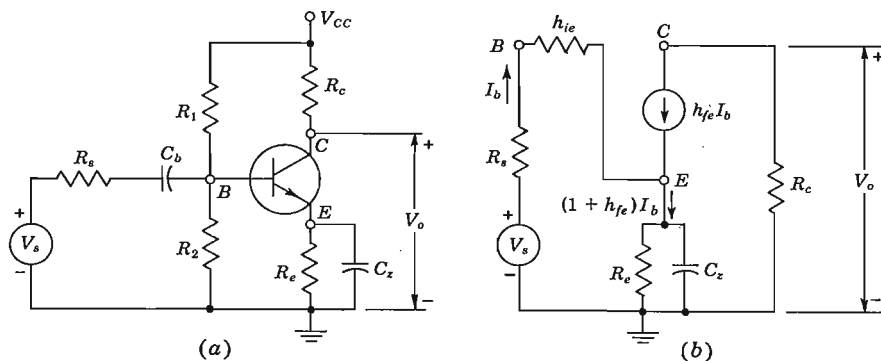 V_CC
R_1
R_c
C
+
R_s
C_b
B
E
V_o
+
V_s
-
R_2
R_e
C_z
-
(a)
B
h_ie
C
+
I_b
h_fe I_b
R_s
E
R_c
V_o
(1 + h_fe)I_b
+
V_s
-
R_e
C_z
-
(b)